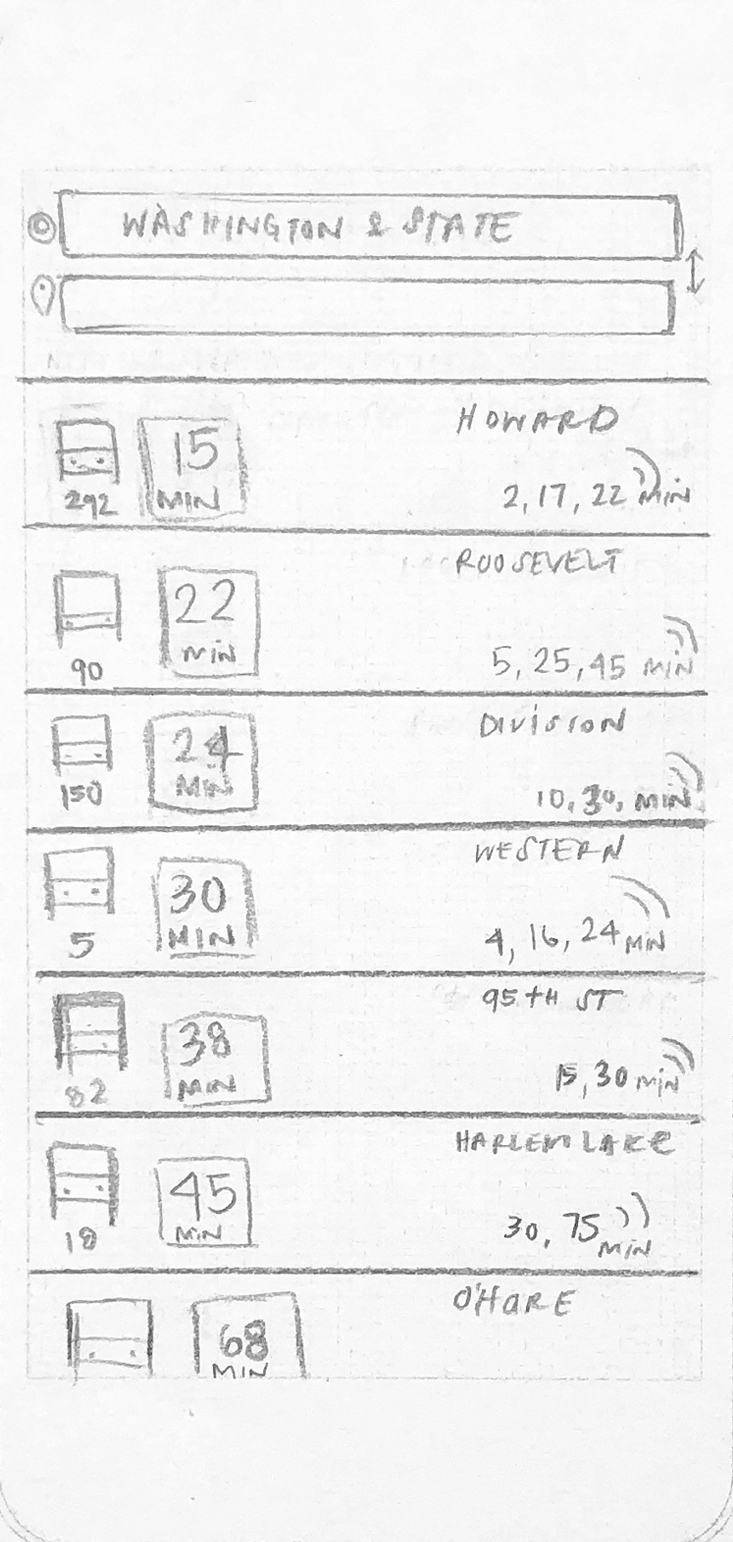 WASHINGTON & STATE
HOWARD
15
MIN
292
2, 17, 22 MIN
ROOSEVELT
22
MIN
90
5, 25, 45 MIN
DIVISION
24
MIN
150
10, 30, MIN
WESTERN
30
MIN
5
4, 16, 24 MIN
95TH ST
38
MIN
82
15, 30 MIN
HARLEM LAKE
45
MIN
18
30, 75 MIN
O'HARE
68
MIN